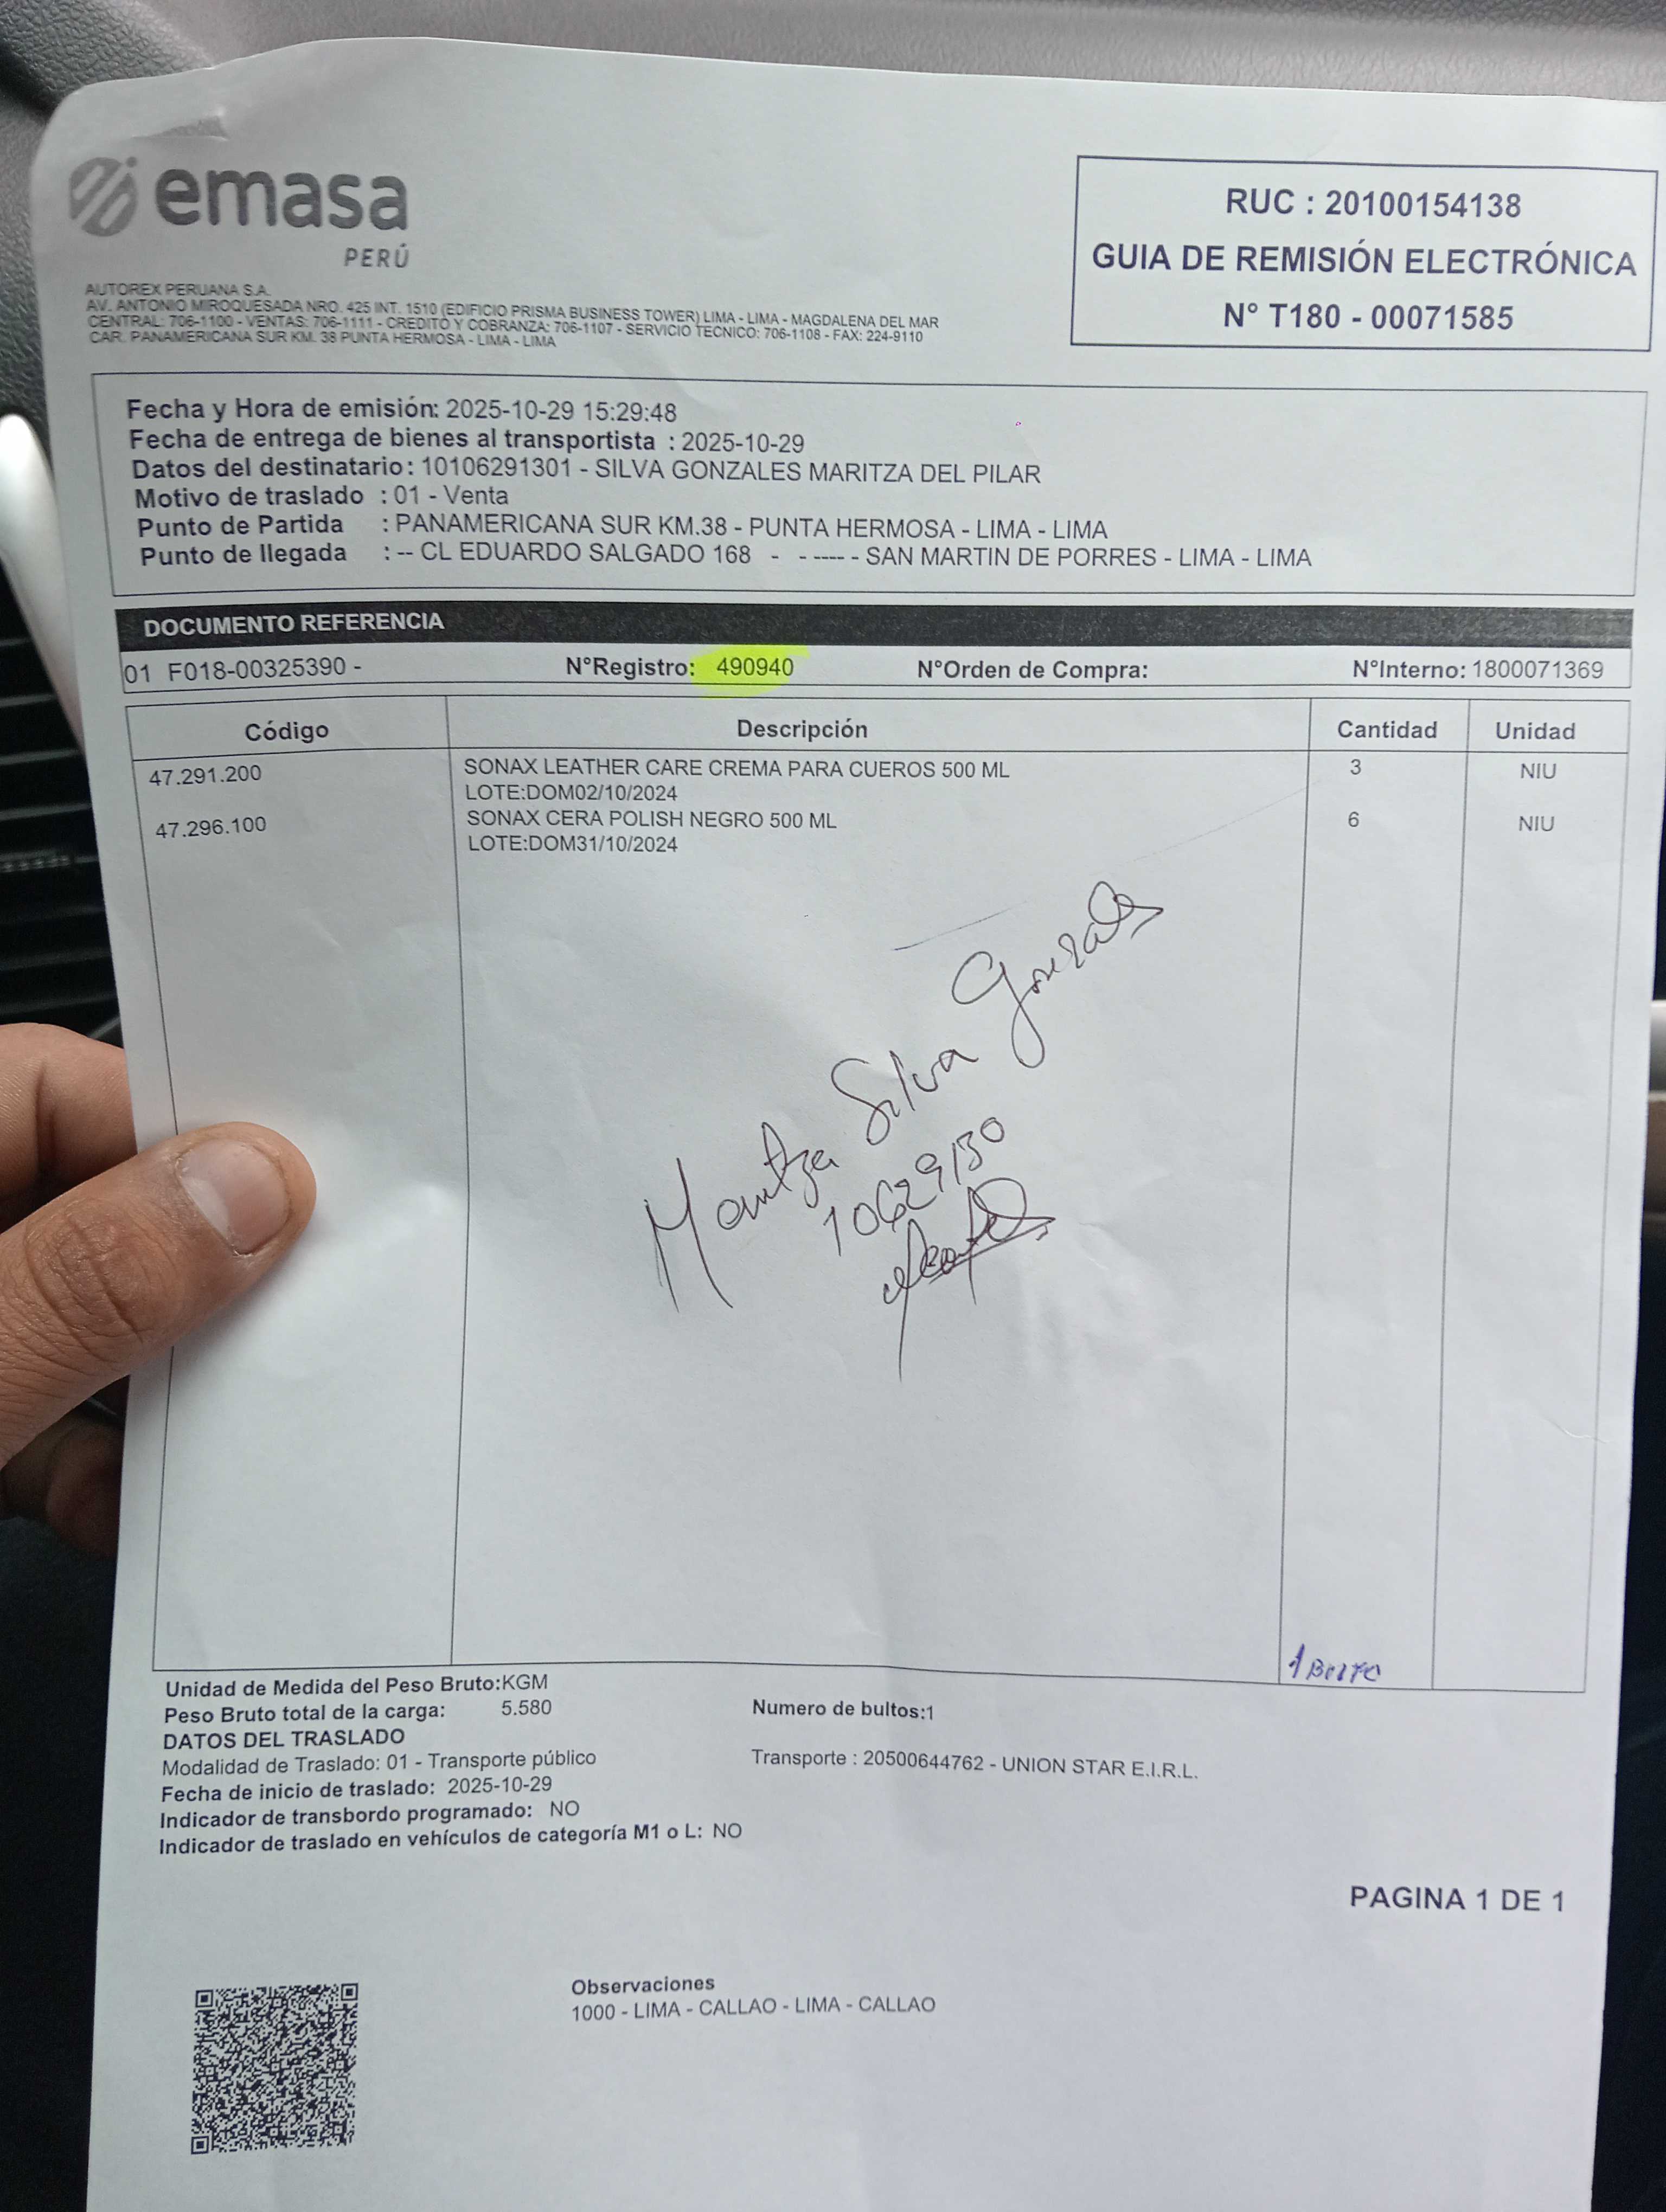 emasa
PERÚ
AUTOREX PERUANA S.A.
AV. ANTONIO MIROQUESADA NRO. 425 INT. 1510 (EDIFICIO PRISMA BUSINESS TOWER) LIMA - LIMA - MAGDALENA DEL MAR
CENTRAL: 706-1100 - VENTAS: 706-1111 - CREDITO Y COBRANZA: 706-1107 - SERVICIO TECNICO: 706-1108 - FAX: 224-9110
CAR. PANAMERICANA SUR KM. 38 PUNTA HERMOSA - LIMA - LIMA
RUC : 20100154138
GUIA DE REMISIÓN ELECTRÓNICA
N° T180 - 00071585
Fecha y Hora de emisión: 2025-10-29 15:29:48
Fecha de entrega de bienes al transportista : 2025-10-29
Datos del destinatario: 10106291301 - SILVA GONZALES MARITZA DEL PILAR
Motivo de traslado : 01 - Venta
Punto de Partida : PANAMERICANA SUR KM.38 - PUNTA HERMOSA - LIMA - LIMA
Punto de llegada : -- CL EDUARDO SALGADO 168 - - ---- - SAN MARTIN DE PORRES - LIMA - LIMA
DOCUMENTO REFERENCIA
01 F018-00325390 - N°Registro: 490940 N°Orden de Compra: N°Interno: 1800071369
Código Descripción Cantidad Unidad
47.291.200 SONAX LEATHER CARE CREMA PARA CUEROS 500 ML 3 NIU
LOTE:DOM02/10/2024
47.296.100 SONAX CERA POLISH NEGRO 500 ML 6 NIU
LOTE:DOM31/10/2024
Maritza Silva Gonzales
10629130
1 BULTO
Unidad de Medida del Peso Bruto:KGM
Peso Bruto total de la carga: 5.580 Numero de bultos:1
DATOS DEL TRASLADO
Modalidad de Traslado: 01 - Transporte público Transporte : 20500644762 - UNION STAR E.I.R.L.
Fecha de inicio de traslado: 2025-10-29
Indicador de transbordo programado: NO
Indicador de traslado en vehículos de categoría M1 o L: NO
PAGINA 1 DE 1
Observaciones
1000 - LIMA - CALLAO - LIMA - CALLAO